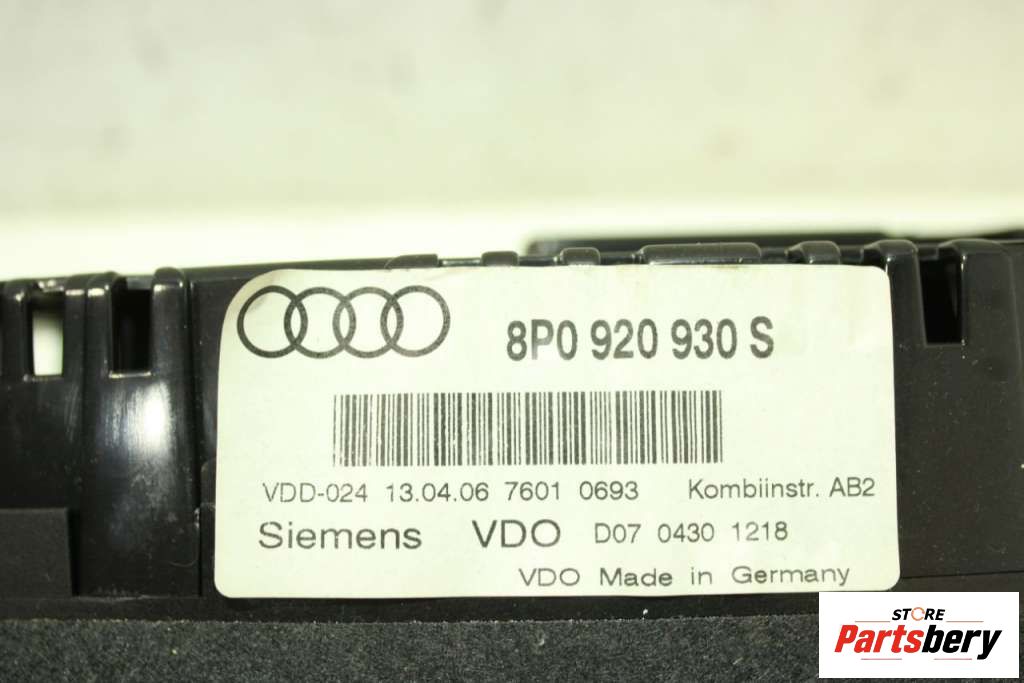 8P0 920 930 S
VDD-024 13.04.06 7601 0693 Kombiinstr. AB2
Siemens VDO D07 0430 1218
VDO Made in Germany
STORE
Partsbery